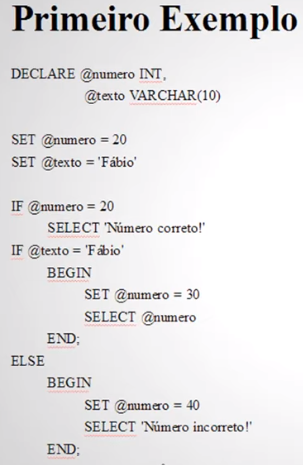 Primeiro Exemplo
DECLARE @numero INT,
@texto VARCHAR(10)
SET @numero = 20
SET @texto = 'Fábio'
IF @numero = 20
SELECT 'Número correto!'
IF @texto = 'Fábio'
BEGIN
SET @numero = 30
SELECT @numero
END;
ELSE
BEGIN
SET @numero = 40
SELECT 'Número incorreto!'
END;